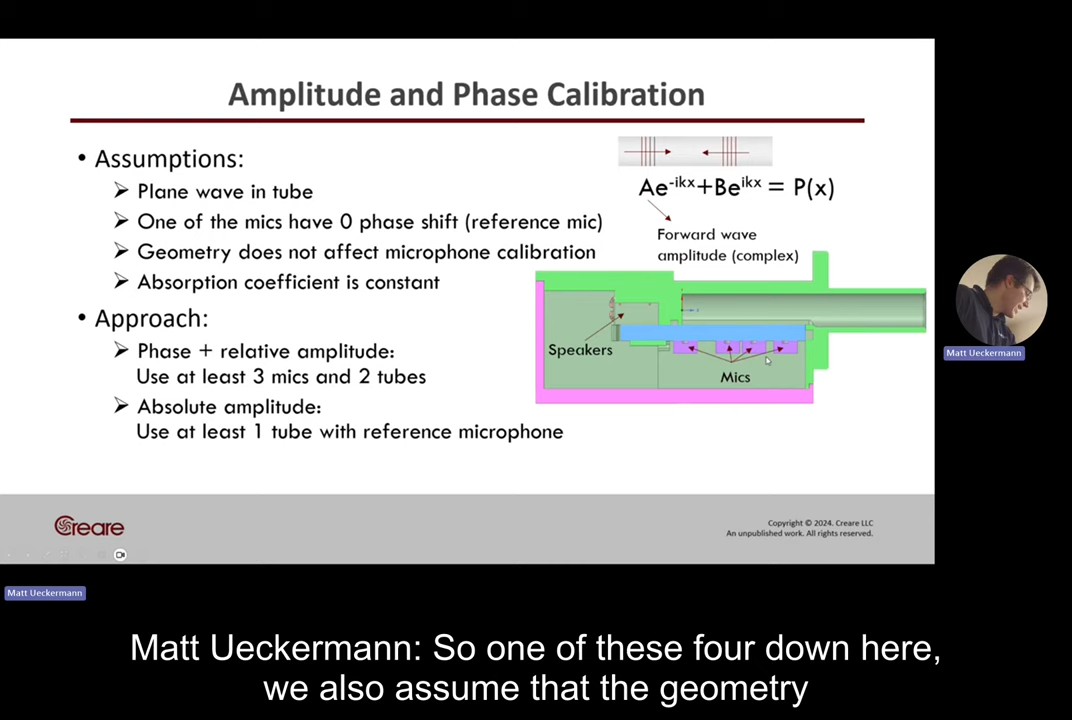 Amplitude and Phase Calibration
• Assumptions:
➢ Plane wave in tube
➢ One of the mics have 0 phase shift (reference mic)
➢ Geometry does not affect microphone calibration
➢ Absorption coefficient is constant
• Approach:
➢ Phase + relative amplitude:
Use at least 3 mics and 2 tubes
➢ Absolute amplitude:
Use at least 1 tube with reference microphone
Ae⁻ⁱᵏˣ+Beⁱᵏˣ = P(x)
Forward wave
amplitude (complex)
Speakers
Mics
Matt Ueckermann
Creare
Copyright © 2024. Creare LLC
An unpublished work. All rights reserved.
Matt Ueckermann
Matt Ueckermann: So one of these four down here,
we also assume that the geometry